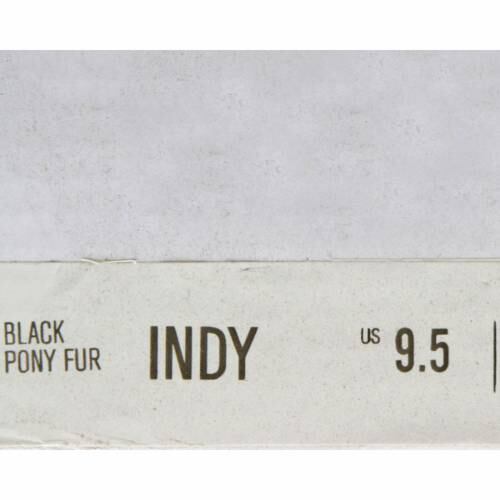 BLACK
PONY FUR
INDY
US 9.5